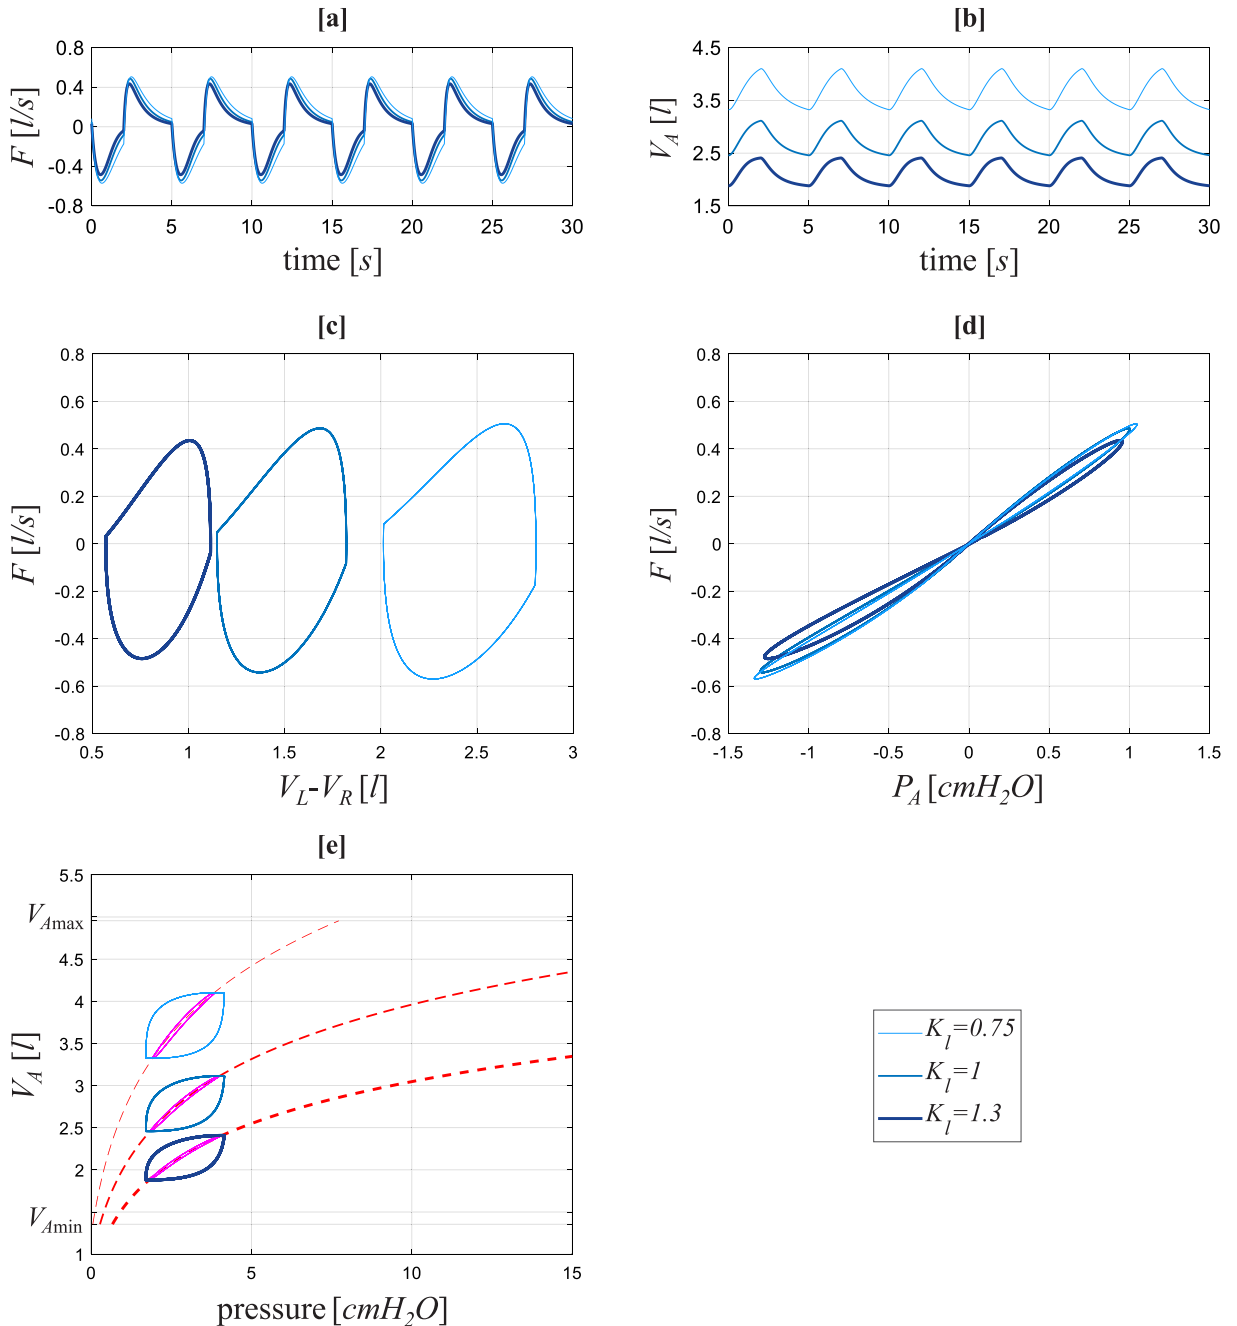 [a]
0.8
0.4
0
-0.4
-0.8
F [l/s]
0 5 10 15 20 25 30
time [s]
[b]
4.5
3.5
2.5
1.5
V_A [l]
0 5 10 15 20 25 30
time [s]
[c]
0.8
0.6
0.4
0.2
0
-0.2
-0.4
-0.6
-0.8
F [l/s]
0.5 1 1.5 2 2.5 3
V_L-V_R [l]
[d]
0.8
0.6
0.4
0.2
0
-0.2
-0.4
-0.6
-0.8
F [l/s]
-1.5 -1 -0.5 0 0.5 1 1.5
P_A [cmH_2O]
[e]
5.5
V_Amax
4.5
4
3.5
3
2.5
2
V_Amin
1
V_A [l]
0 5 10 15
pressure [cmH_2O]
K_l=0.75
K_l=1
K_l=1.3